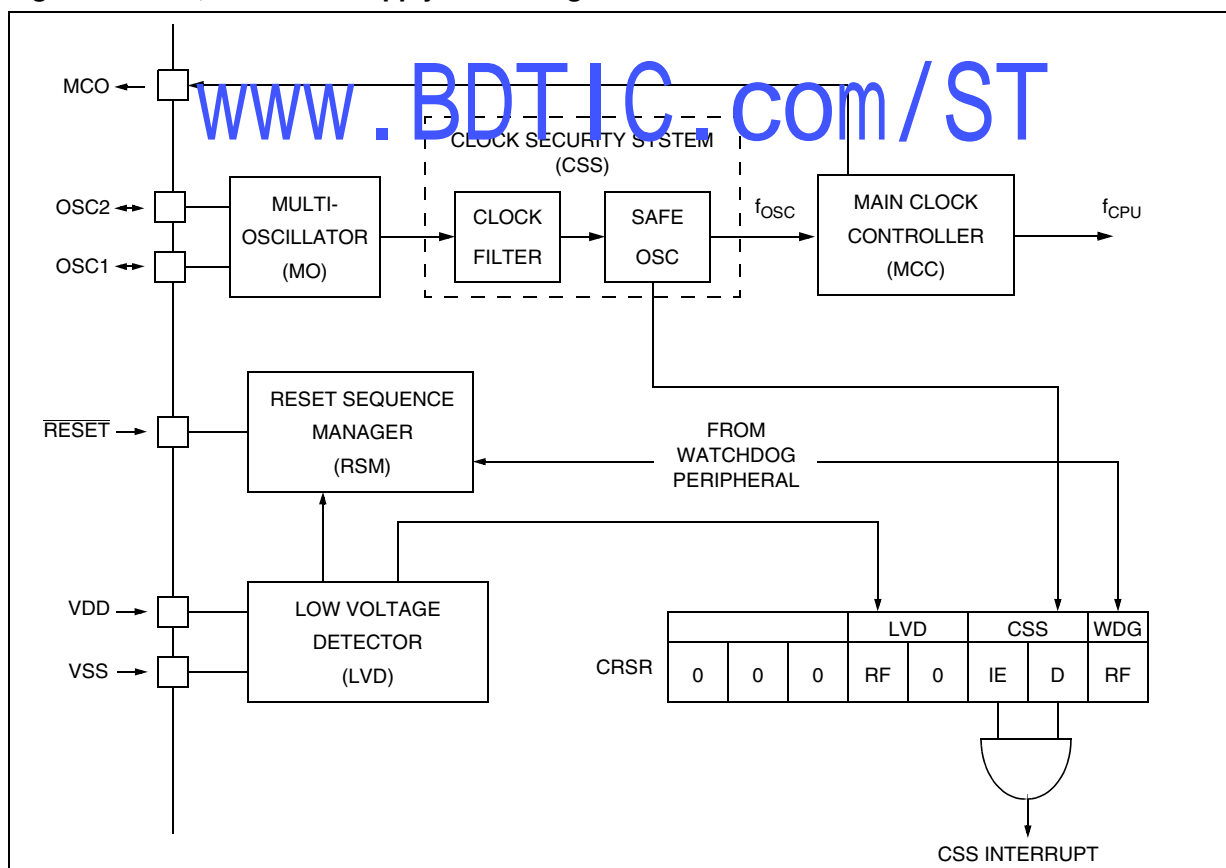 MCO
www.BDTIC.com/ST
CLOCK SECURITY SYSTEM
(CSS)
OSC2
OSC1
MULTI-
OSCILLATOR
(MO)
CLOCK
FILTER
SAFE
OSC
fOSC
MAIN CLOCK
CONTROLLER
(MCC)
fCPU
RESET
RESET SEQUENCE
MANAGER
(RSM)
FROM
WATCHDOG
PERIPHERAL
VDD
VSS
LOW VOLTAGE
DETECTOR
(LVD)
LVD CSS WDG
CRSR 0 0 0 RF 0 IE D RF
CSS INTERRUPT